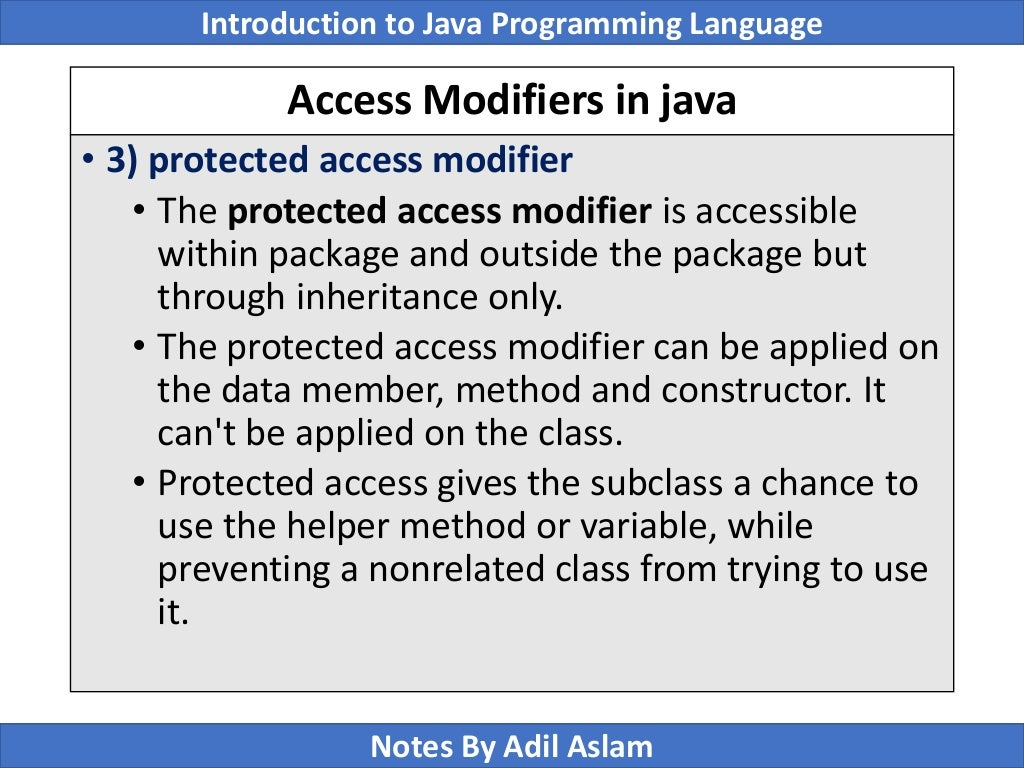 Introduction to Java Programming Language
Access Modifiers in java
• 3) protected access modifier
• The protected access modifier is accessible
within package and outside the package but
through inheritance only.
• The protected access modifier can be applied on
the data member, method and constructor. It
can't be applied on the class.
• Protected access gives the subclass a chance to
use the helper method or variable, while
preventing a nonrelated class from trying to use
it.
Notes By Adil Aslam